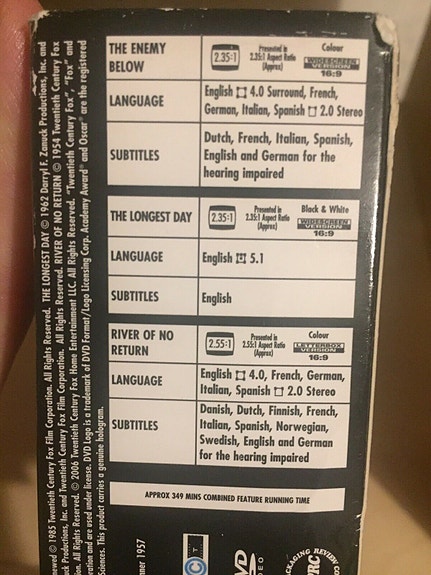 THE ENEMY
BELOW
2.35:1
Presented in
2.35:1 Aspect Ratio
(Approx)
Colour
WIDESCREEN
VERSION
16:9
LANGUAGE
English 4.0 Surround, French,
German, Italian, Spanish 2.0 Stereo
SUBTITLES
Dutch, French, Italian, Spanish,
English and German for the
hearing impaired
THE LONGEST DAY
2.35:1
Presented in
2.35:1 Aspect Ratio
(Approx)
Black & White
WIDESCREEN
VERSION
16:9
LANGUAGE
English 5.1
SUBTITLES
English
RIVER OF NO
RETURN
2.55:1
Presented in
2.55:1 Aspect Ratio
(Approx)
Colour
LETTERBOX
VERSION
16:9
LANGUAGE
English 4.0, French, German,
Italian, Spanish 2.0 Stereo
SUBTITLES
Danish, Dutch, Finnish, French,
Italian, Spanish, Norwegian,
Swedish, English and German
for the hearing impaired
APPROX 349 MINS COMBINED FEATURE RUNNING TIME
© 1985 Twentieth Century Fox Film Corporation. All Rights Reserved. THE LONGEST DAY © 1962 Darryl F. Zanuck Productions, Inc. and
Productions, Inc. and Twentieth Century Fox Film Corporation. All Rights Reserved. RIVER OF NO RETURN © 1954 Twentieth Century Fox
All Rights Reserved. © 2006 Twentieth Century Fox Home Entertainment LLC. All Rights Reserved. "Twentieth Century Fox", "Fox" and
and are used under license. DVD Logo is a trademark of DVD Format/Logo Licensing Corp. Academy Award® and Oscar® are the registered
Sciences. This product carries a genuine hologram.
1957